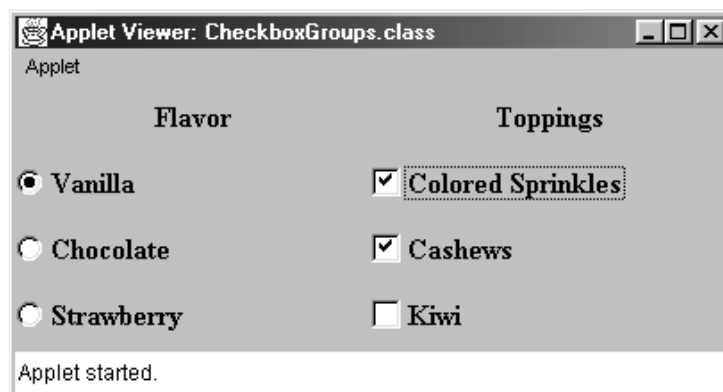 Applet Viewer: CheckboxGroups.class
Applet
Flavor Toppings
Vanilla Colored Sprinkles
Chocolate Cashews
Strawberry Kiwi
Applet started.